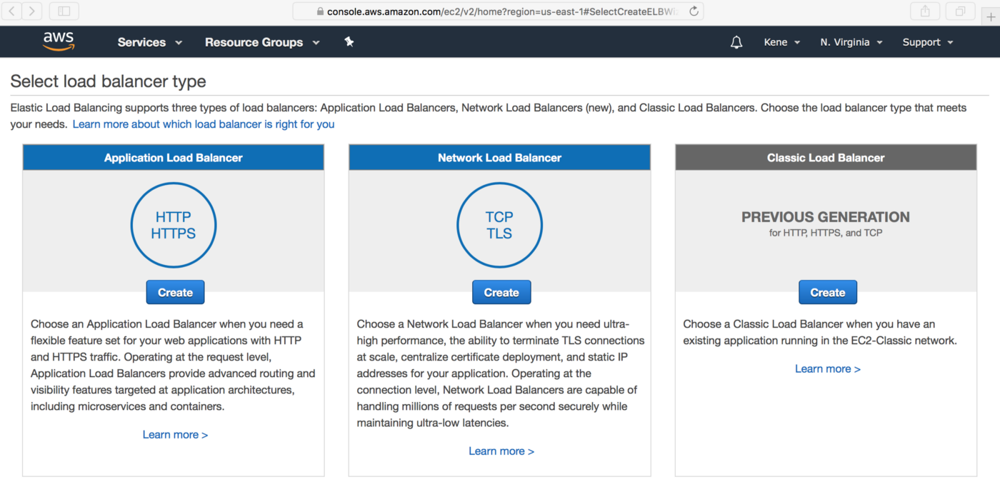 console.aws.amazon.com/ec2/v2/home?region=us-east-1#SelectCreateELBWi
aws Services Resource Groups Kene N. Virginia Support
Select load balancer type
Elastic Load Balancing supports three types of load balancers: Application Load Balancers, Network Load Balancers (new), and Classic Load Balancers. Choose the load balancer type that meets
your needs. Learn more about which load balancer is right for you
Application Load Balancer
HTTP
HTTPS
Create
Choose an Application Load Balancer when you need a
flexible feature set for your web applications with HTTP
and HTTPS traffic. Operating at the request level,
Application Load Balancers provide advanced routing and
visibility features targeted at application architectures,
including microservices and containers.
Learn more >
Network Load Balancer
TCP
TLS
Create
Choose a Network Load Balancer when you need ultra-
high performance, the ability to terminate TLS connections
at scale, centralize certificate deployment, and static IP
addresses for your application. Operating at the
connection level, Network Load Balancers are capable of
handling millions of requests per second securely while
maintaining ultra-low latencies.
Learn more >
Classic Load Balancer
PREVIOUS GENERATION
for HTTP, HTTPS, and TCP
Create
Choose a Classic Load Balancer when you have an
existing application running in the EC2-Classic network.
Learn more >